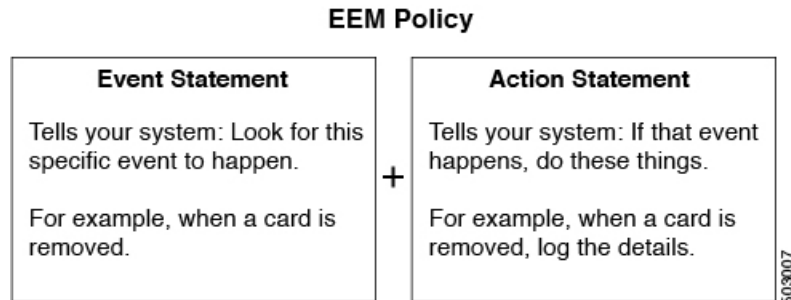 EEM Policy
Event Statement
Tells your system: Look for this
specific event to happen.
For example, when a card is
removed.
+
Action Statement
Tells your system: If that event
happens, do these things.
For example, when a card is
removed, log the details.